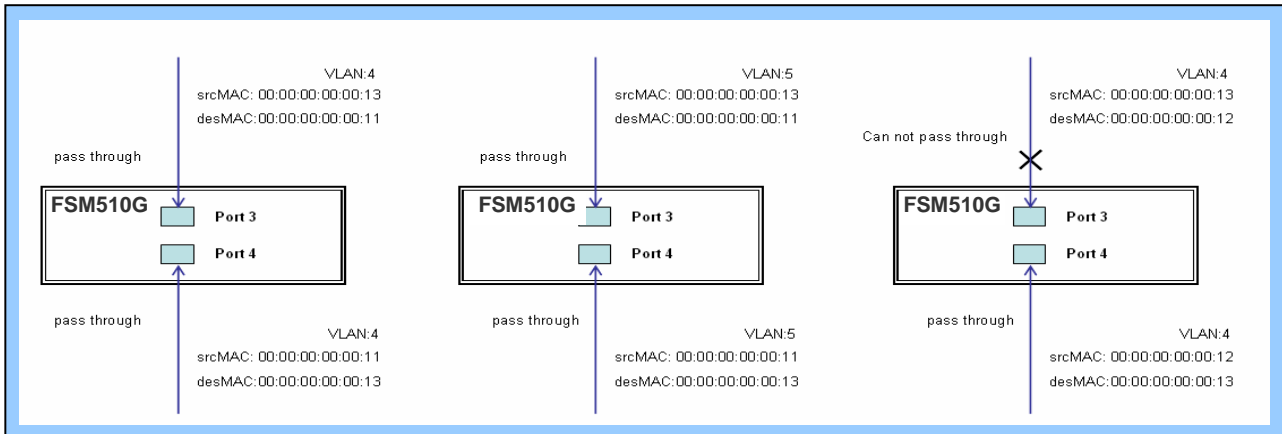 VLAN:4
srcMAC: 00:00:00:00:00:13
desMAC:00:00:00:00:00:11
pass through
FSM510G
Port 3
Port 4
pass through
VLAN:4
srcMAC: 00:00:00:00:00:11
desMAC:00:00:00:00:00:13
VLAN:5
srcMAC: 00:00:00:00:00:13
desMAC:00:00:00:00:00:11
pass through
FSM510G
Port 3
Port 4
pass through
VLAN:5
srcMAC: 00:00:00:00:00:11
desMAC:00:00:00:00:00:13
VLAN:4
srcMAC: 00:00:00:00:00:13
desMAC:00:00:00:00:00:12
Can not pass through
FSM510G
Port 3
Port 4
pass through
VLAN:4
srcMAC: 00:00:00:00:00:12
desMAC:00:00:00:00:00:13